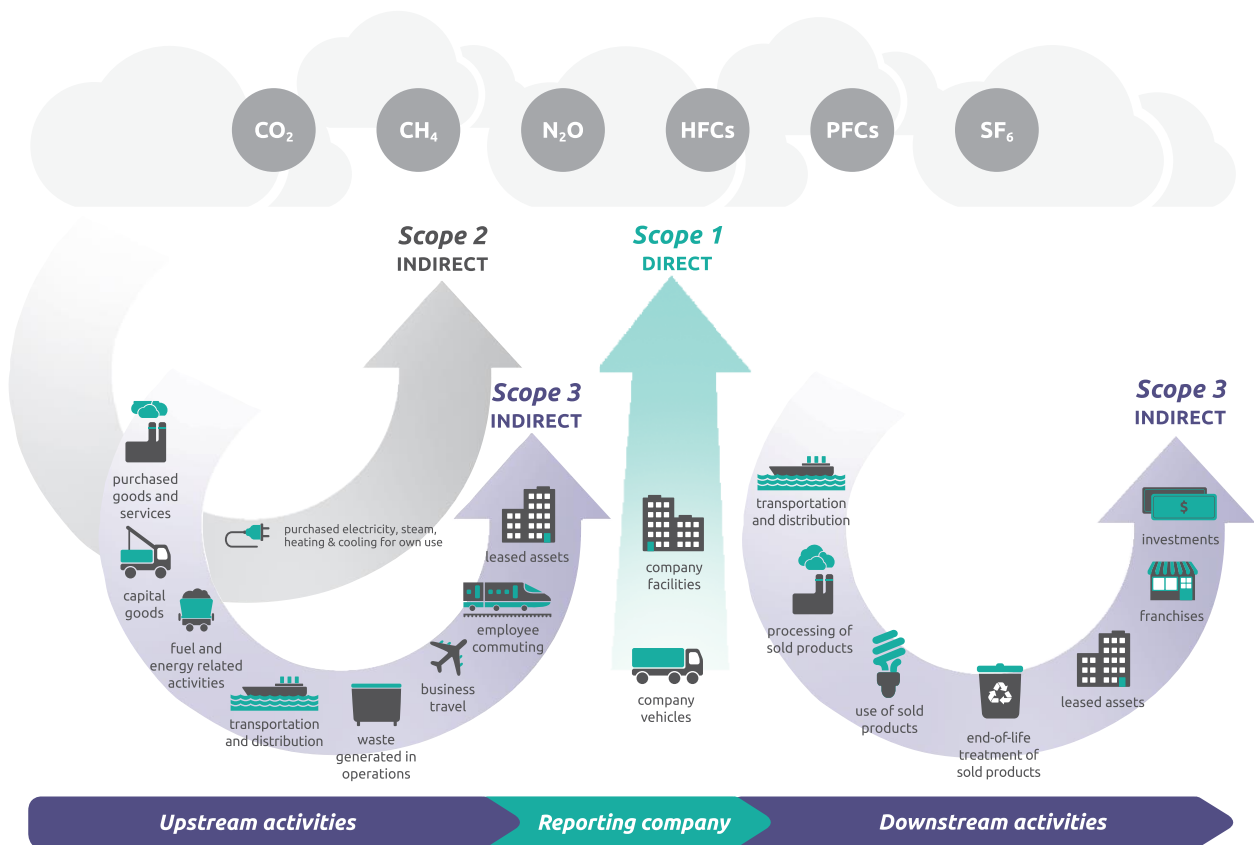 CO₂
CH₄
N₂O
HFCs
PFCs
SF₆
Scope 2
INDIRECT
Scope 1
DIRECT
Scope 3
INDIRECT
Scope 3
INDIRECT
purchased
goods and
services
capital
goods
fuel and
energy related
activities
transportation
and distribution
waste
generated in
operations
business
travel
employee
commuting
leased assets
purchased electricity, steam,
heating & cooling for own use
company
facilities
company
vehicles
transportation
and distribution
processing of
sold products
use of sold
products
end-of-life
treatment of
sold products
leased assets
franchises
$
investments
Upstream activities
Reporting company
Downstream activities